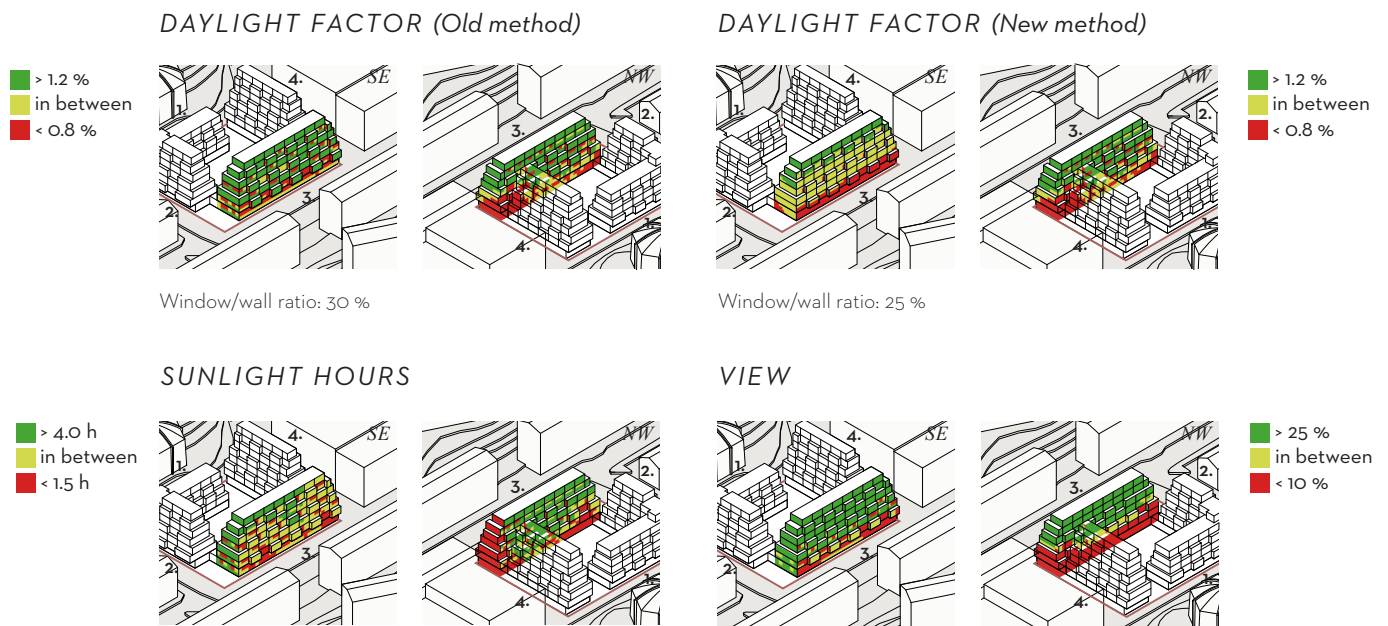 DAYLIGHT FACTOR (Old method)
DAYLIGHT FACTOR (New method)
> 1.2 %
in between
< 0.8 %
4.
SE
1.
2.
3.
NW
3.
2.
1.
4.
4.
SE
1.
2.
3.
NW
3.
2.
1.
4.
> 1.2 %
in between
< 0.8 %
Window/wall ratio: 30 %
Window/wall ratio: 25 %
SUNLIGHT HOURS
VIEW
> 4.0 h
in between
< 1.5 h
4.
SE
1.
2.
3.
NW
3.
2.
1.
4.
4.
SE
1.
2.
3.
NW
3.
2.
1.
4.
> 25 %
in between
< 10 %